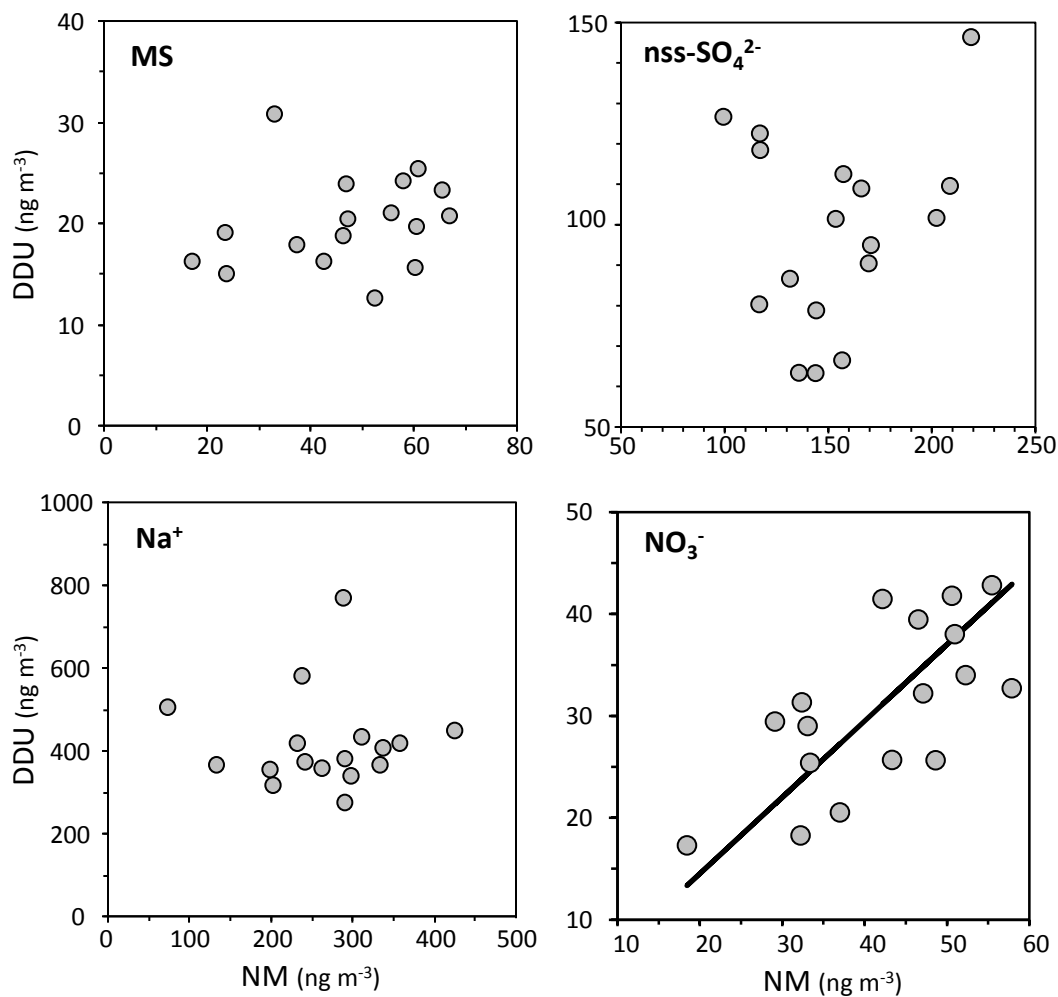 MS
DDU (ng m⁻³)
40
30
20
10
0
0 20 40 60 80
nss-SO₄²⁻
150
100
50
50 100 150 200 250
Na⁺
DDU (ng m⁻³)
1000
800
600
400
200
0
0 100 200 300 400 500
NM (ng m⁻³)
NO₃⁻
50
40
30
20
10
10 20 30 40 50 60
NM (ng m⁻³)